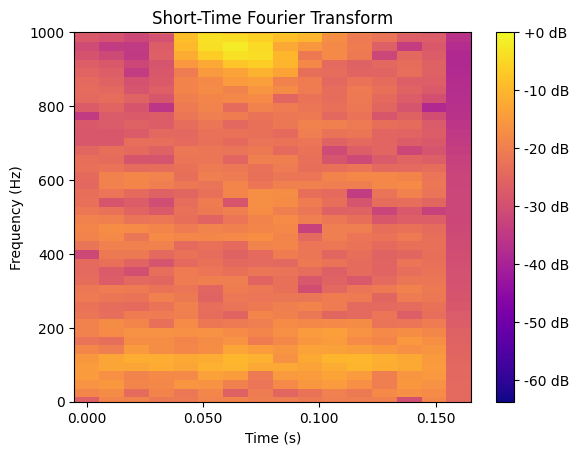 Short-Time Fourier Transform
1000
800
600
400
200
0
Frequency (Hz)
0.000
0.050
0.100
0.150
Time (s)
+0 dB
-10 dB
-20 dB
-30 dB
-40 dB
-50 dB
-60 dB